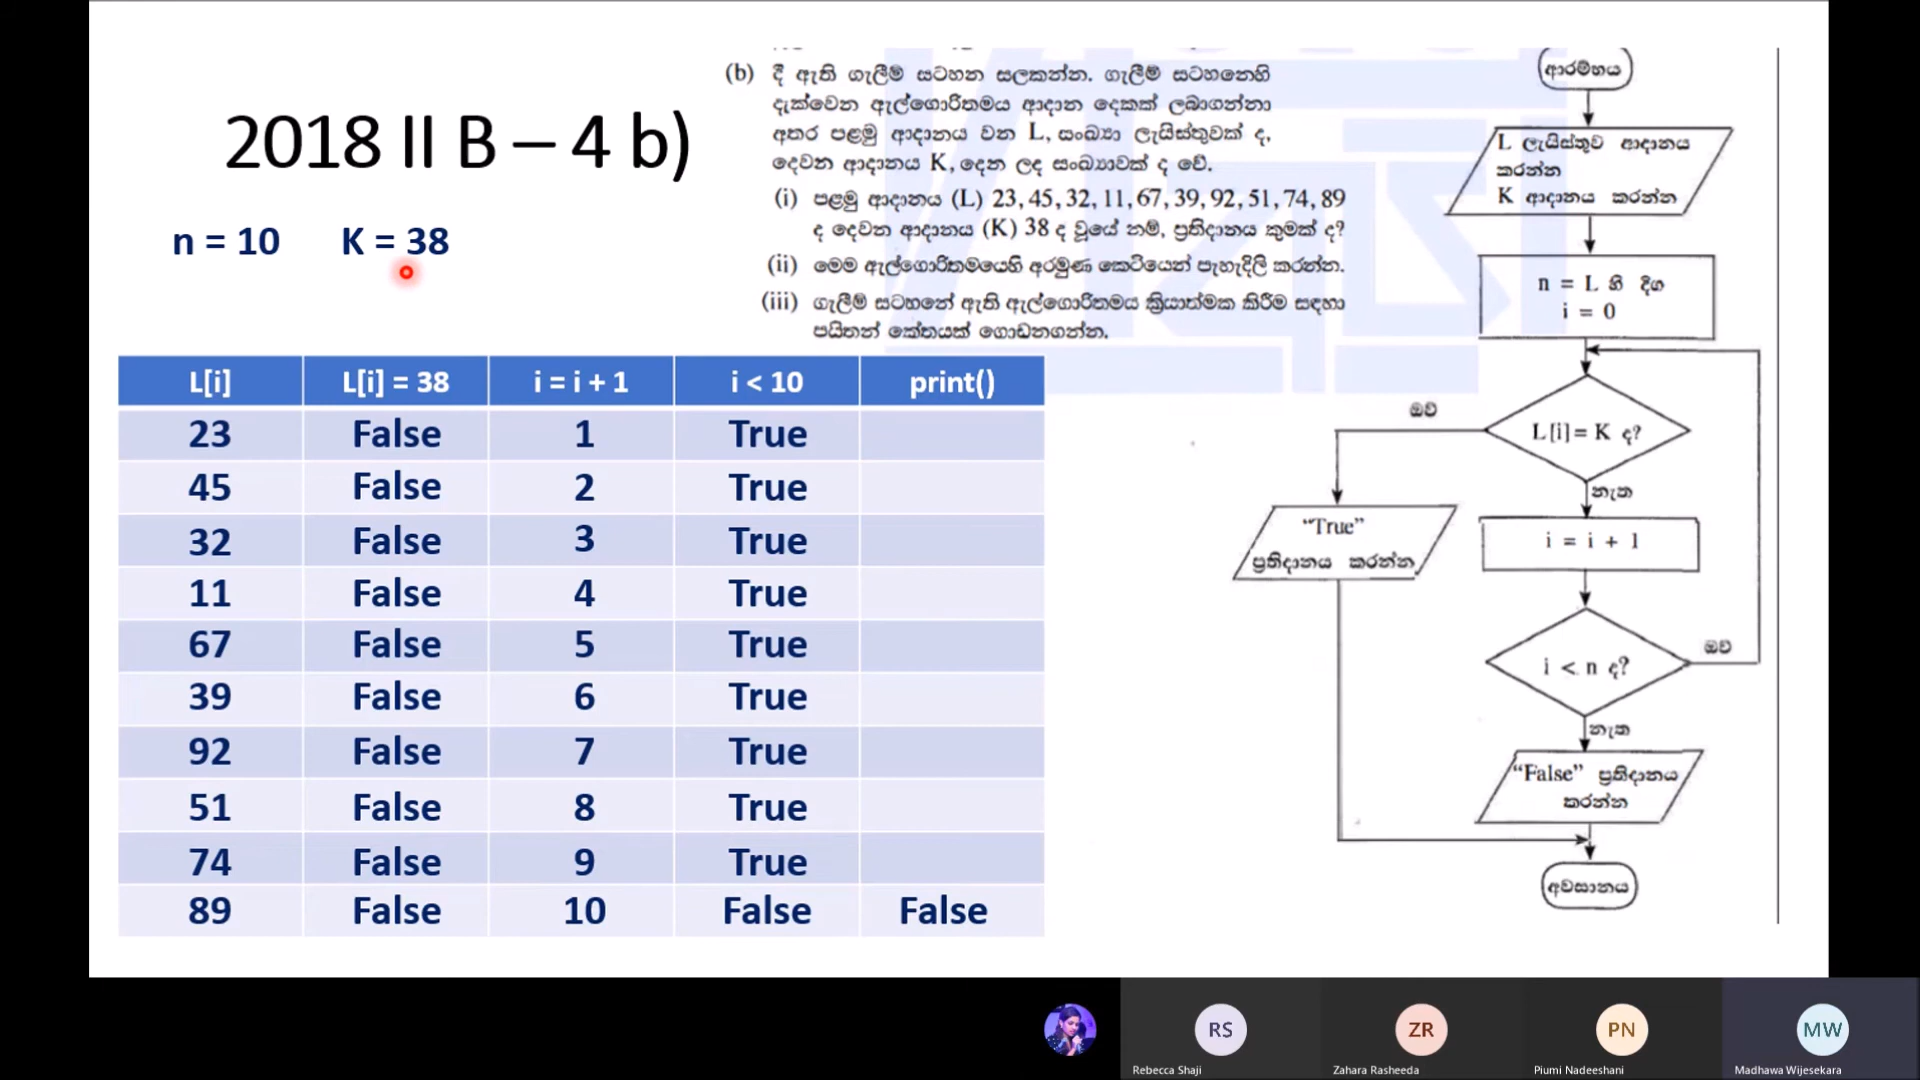 2018 II B – 4 b)
n = 10 K = 38
(b) දී ඇති ගැලීම් සටහන සලකන්න. ගැලීම් සටහනෙහි
දැක්වෙන ඇල්ගොරිතමය ආදාන දෙකක් ලබාගන්නා
අතර පළමු ආදානය වන L, සංඛ්‍යා ලැයිස්තුවක් ද,
දෙවන ආදානය K, දෙන ලද සංඛ්‍යාවක් ද වේ.
(i) පළමු ආදානය (L) 23, 45, 32, 11, 67, 39, 92, 51, 74, 89
ද දෙවන ආදානය (K) 38 ද වූයේ නම්, ප්‍රතිදානය කුමක් ද?
(ii) මෙම ඇල්ගොරිතමයෙහි අරමුණ කෙටියෙන් පැහැදිලි කරන්න.
(iii) ගැලීම් සටහනේ ඇති ඇල්ගොරිතමය ක්‍රියාත්මක කිරීම සඳහා
පයිතන් කේතයක් ගොඩනගන්න.
L[i] L[i] = 38 i = i + 1 i < 10 print()
23 False 1 True
45 False 2 True
32 False 3 True
11 False 4 True
67 False 5 True
39 False 6 True
92 False 7 True
51 False 8 True
74 False 9 True
89 False 10 False False
ආරම්භය
L ලැයිස්තුව ආදානය
කරන්න
K ආදානය කරන්න
n = L හි දිග
i = 0
ඔව්
L[i]= K ද?
නැත
“True”
ප්‍රතිදානය කරන්න
i = i + 1
i < n ද?
ඔව්
නැත
“False” ප්‍රතිදානය
කරන්න
අවසානය
RS
ZR
PN
MW
Rebecca Shaji
Zahara Rasheeda
Piumi Nadeeshani
Madhawa Wijesekara